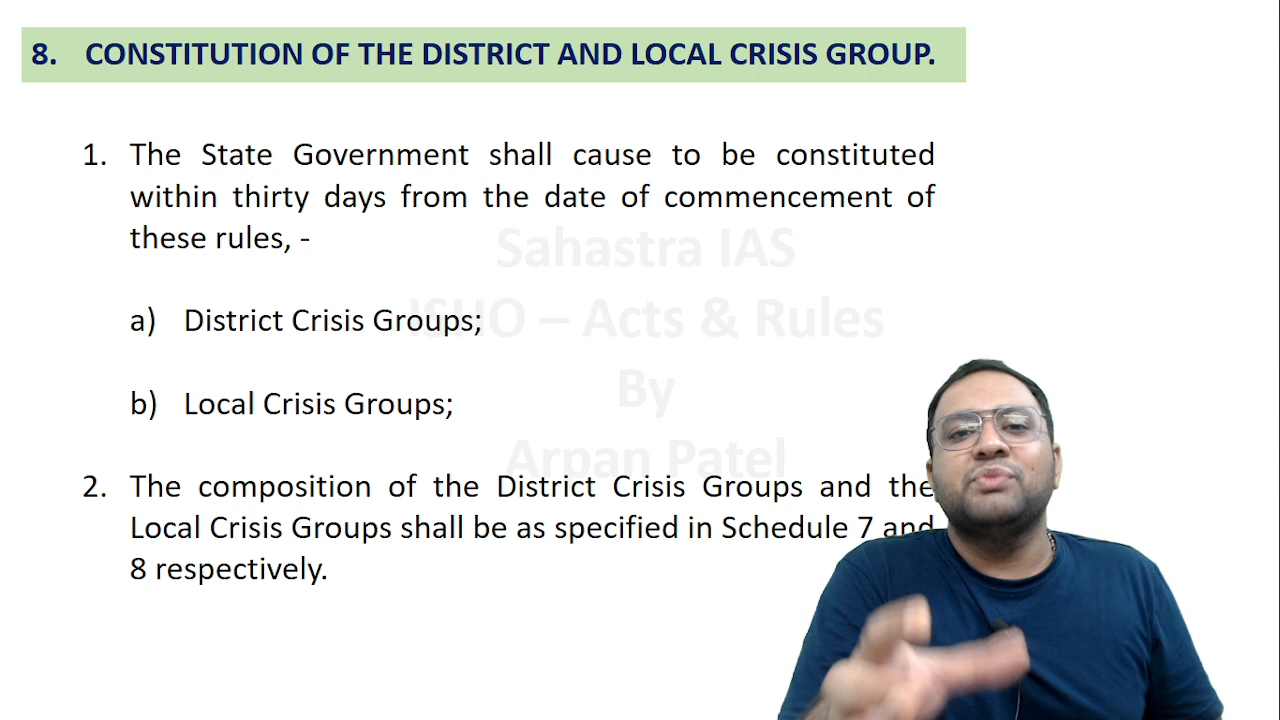 8. CONSTITUTION OF THE DISTRICT AND LOCAL CRISIS GROUP.
1. The State Government shall cause to be constituted
within thirty days from the date of commencement of
these rules, -
Sahastra IAS
a) District Crisis Groups;
ISHO – Acts & Rules
By
b) Local Crisis Groups;
Arpan Patel
2. The composition of the District Crisis Groups and the
Local Crisis Groups shall be as specified in Schedule 7 and
8 respectively.